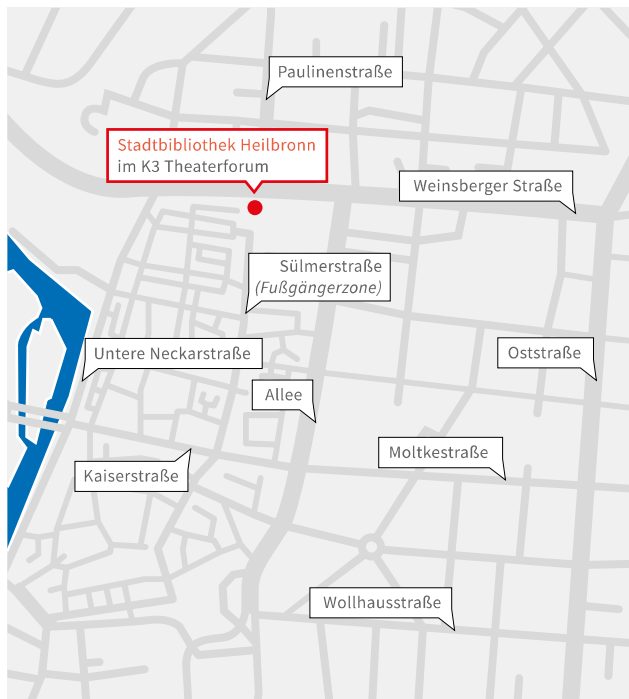 Paulinenstraße
Stadtbibliothek Heilbronn
im K3 Theaterforum
Weinsberger Straße
Sülmerstraße
(Fußgängerzone)
Untere Neckarstraße
Oststraße
Allee
Moltkestraße
Kaiserstraße
Wollhausstraße